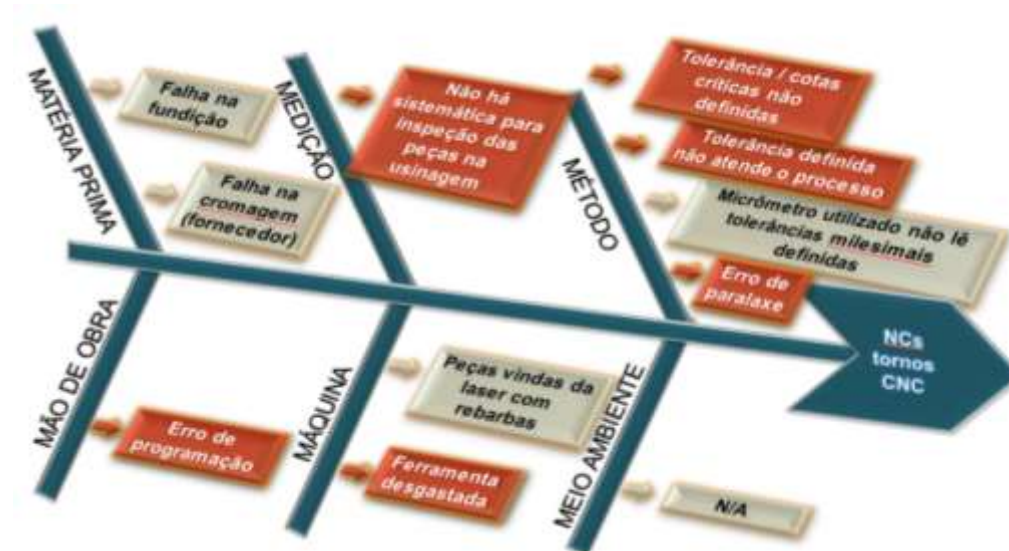 MATÉRIA PRIMA
Falha na
fundição
Falha na
cromagem
(fornecedor)
MEDIÇÃO
Não há
sistemática para
inspeção das
peças na
usinagem
MÉTODO
Tolerância / cotas
críticas não
definidas
Tolerância definida
não atende o processo
Micrômetro utilizado não lê
tolerâncias milesimais
definidas
Erro de
paralaxe
NCs
tornos
CNC
MÃO DE OBRA
Erro de
programação
MÁQUINA
Peças vindas da
laser com
rebarbas
Ferramenta
desgastada
MEIO AMBIENTE
N/A